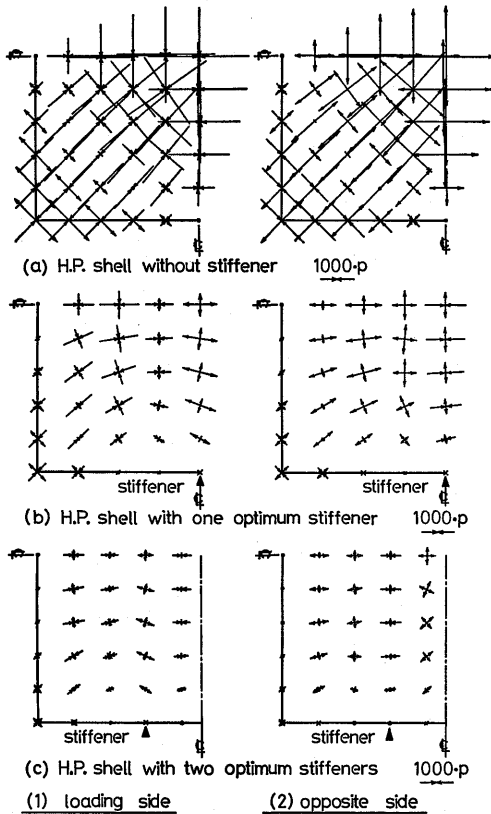 (a) H.P. shell without stiffener 1000·p
stiffener stiffener
(b) H.P. shell with one optimum stiffener 1000·p
stiffener stiffener
(c) H.P. shell with two optimum stiffeners 1000·p
(1) loading side (2) opposite side